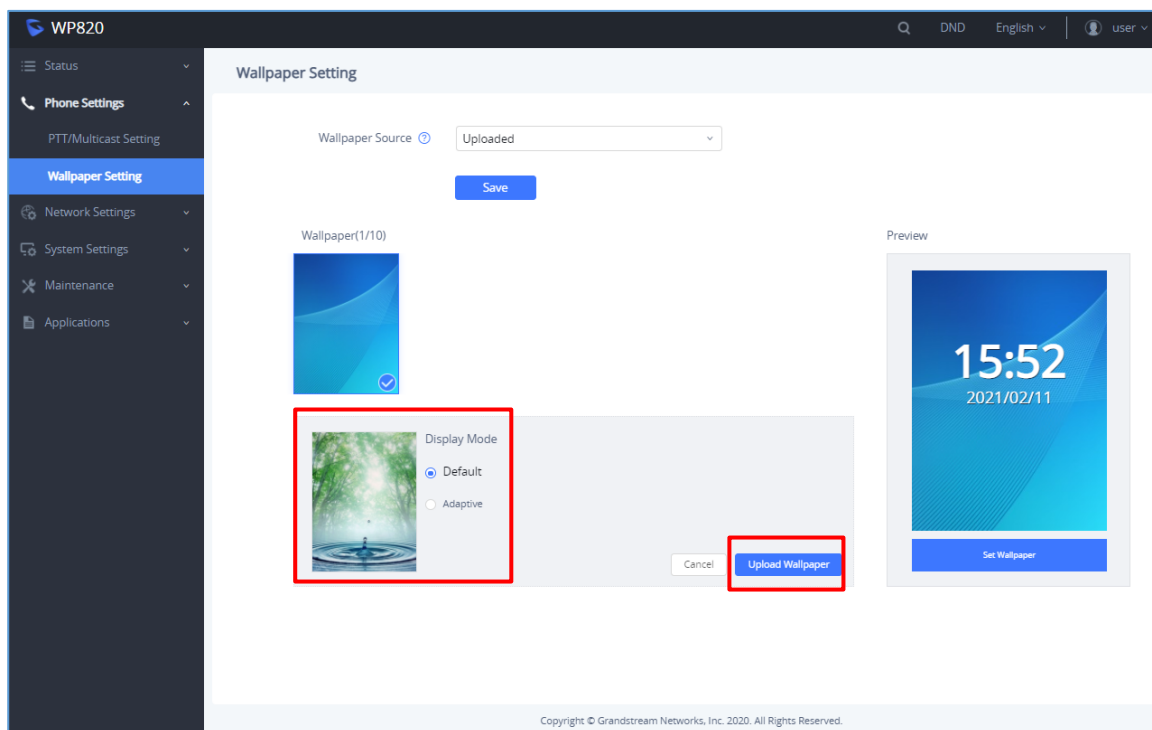 WP820
DND
English
user
Status
Phone Settings
PTT/Multicast Setting
Wallpaper Setting
Network Settings
System Settings
Maintenance
Applications
Wallpaper Setting
Wallpaper Source
?
Uploaded
Save
Wallpaper(1/10)
Display Mode
Default
Adaptive
Cancel
Upload Wallpaper
Preview
15:52
2021/02/11
Set Wallpaper
Copyright © Grandstream Networks, Inc. 2020. All Rights Reserved.